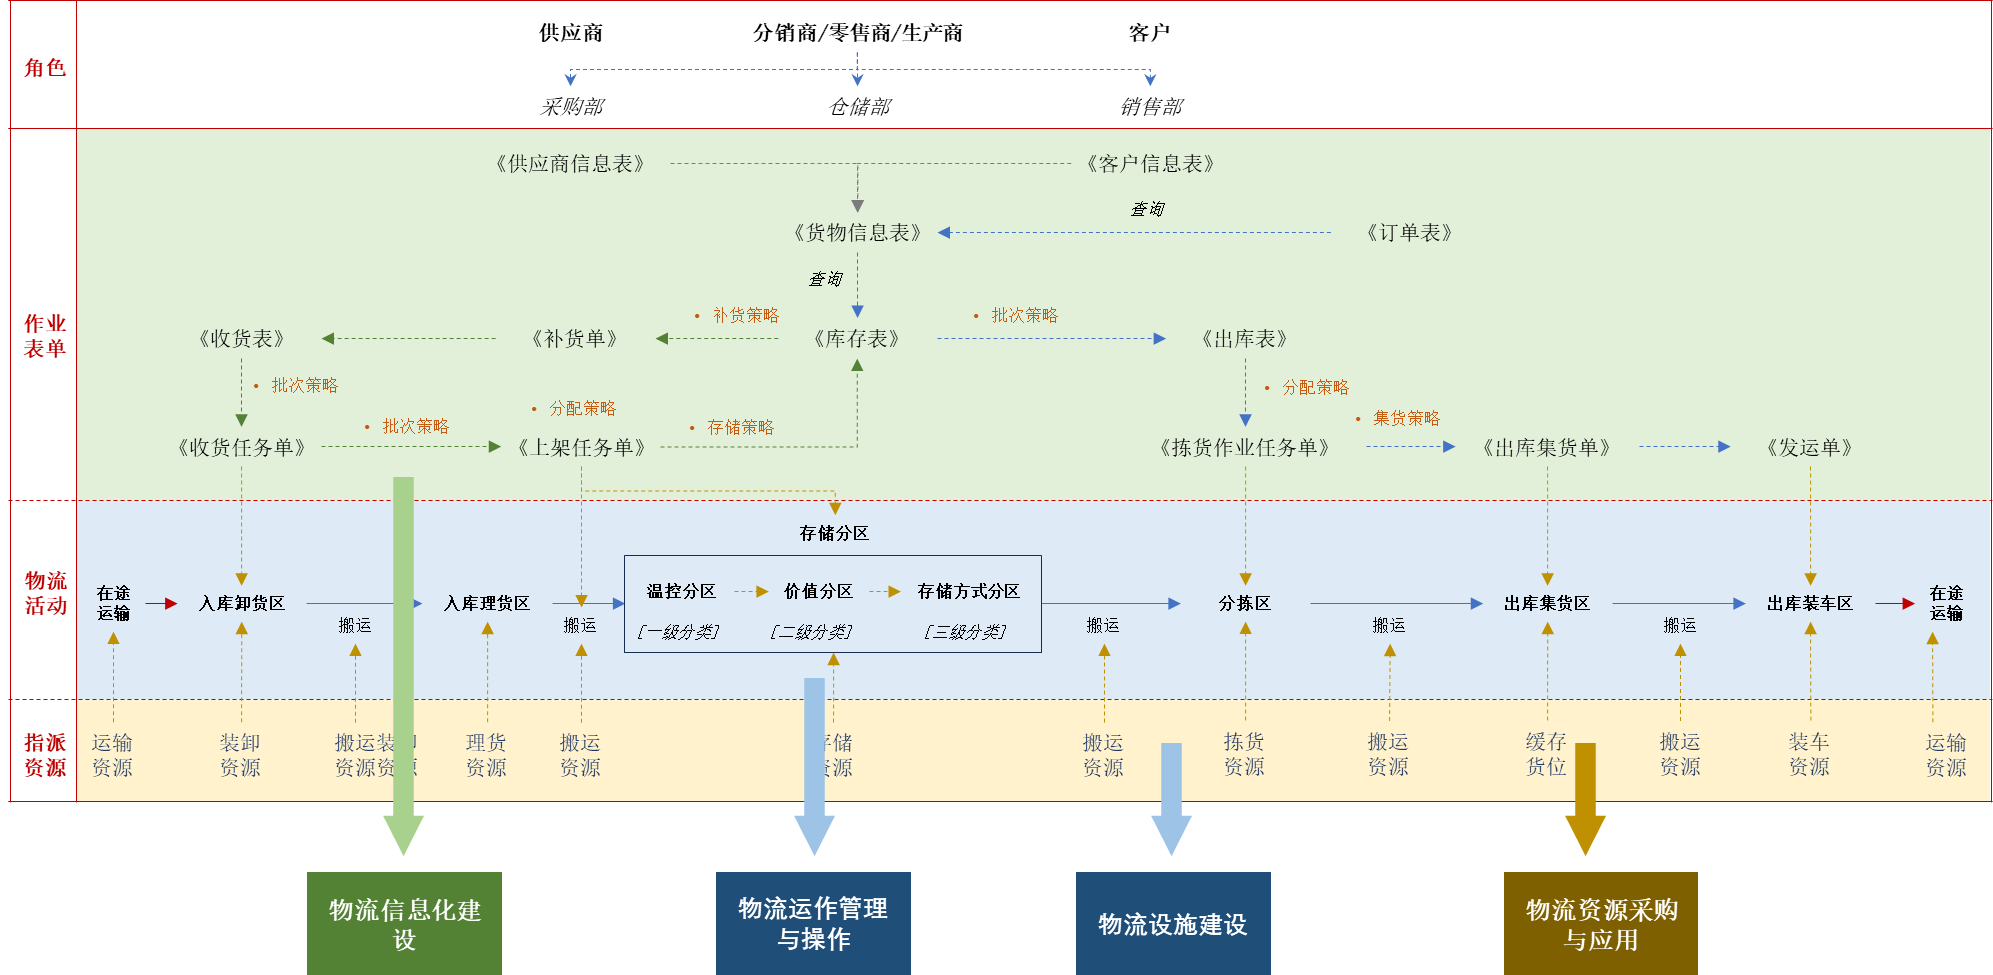 供应商
分销商/零售商/生产商
客户
角色
采购部
仓储部
销售部
《供应商信息表》
《客户信息表》
查询
《货物信息表》
《订单表》
查询
作业
表单
• 补货策略
• 批次策略
《收货表》
《补货单》
《库存表》
《出库表》
• 批次策略
• 分配策略
• 分配策略
• 批次策略
• 存储策略
• 集货策略
《收货任务单》
《上架任务单》
《拣货作业任务单》
《出库集货单》
《发运单》
存储分区
物流
活动
在途
运输
入库卸货区
搬运
入库理货区
搬运
温控分区
价值分区
存储方式分区
[一级分类]
[二级分类]
[三级分类]
搬运
分拣区
搬运
出库集货区
搬运
出库装车区
在途
运输
指派
资源
运输
资源
装卸
资源
搬运
资源
理货
资源
搬运
资源
存储
资源
搬运
资源
拣货
资源
搬运
资源
缓存
货位
搬运
资源
装车
资源
运输
资源
物流信息化建
设
物流运作管理
与操作
物流设施建设
物流资源采购
与应用